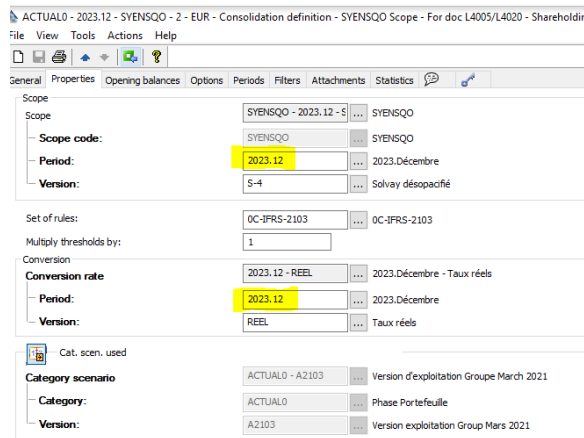 ACTUAL0 - 2023.12 - SYENSQO - 2 - EUR - Consolidation definition - SYENSQO Scope - For doc L4005/L4020 - Shareholdin
File View Tools Actions Help
General Properties Opening balances Options Periods Filters Attachments Statistics
Scope
Scope SYENSQO - 2023.12 - S ... SYENSQO
Scope code: SYENSQO ... SYENSQO
Period: 2023.12 ... 2023.Décembre
Version: S-4 ... Solvay désopacifié
Set of rules: 0C-IFRS-2103 ... 0C-IFRS-2103
Multiply thresholds by: 1
Conversion
Conversion rate 2023.12 - REEL ... 2023.Décembre - Taux réels
Period: 2023.12 ... 2023.Décembre
Version: REEL ... Taux réels
Cat. scen. used
Category scenario ACTUAL0 - A2103 ... Version d'exploitation Groupe March 2021
Category: ACTUAL0 ... Phase Portefeuille
Version: A2103 ... Version exploitation Group Mars 2021